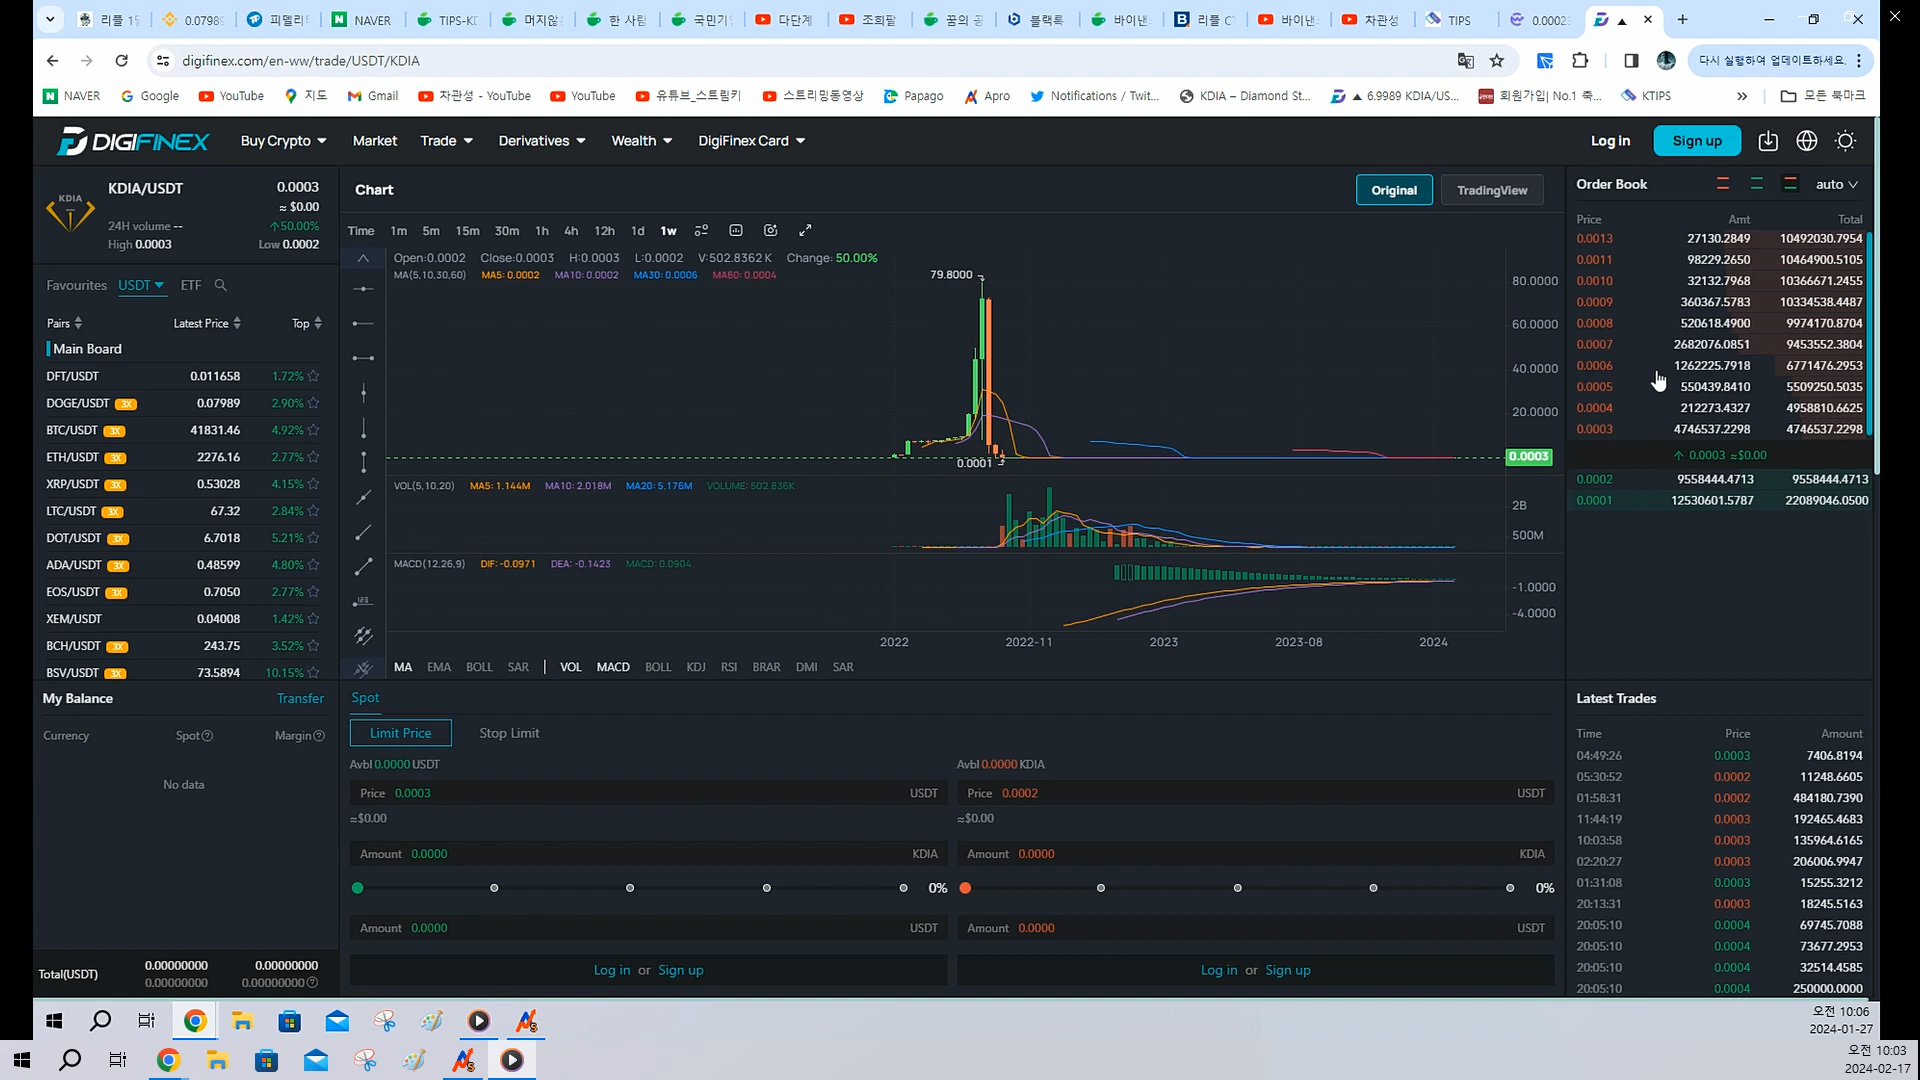 리플 1
0.0798
피델리
NAVER
TIPS-KD
머지않
한 사람
국민기
다단계
조희팔
꿈의 공
블랙록
바이낸
리플 CT
바이낸
차관성
TIPS
0.0002
digifinex.com/en-ww/trade/USDT/KDIA
다시 실행하여 업데이트하세요.
NAVER
Google
YouTube
지도
Gmail
차관성 - YouTube
YouTube
유튜브_스트림키
스트리밍동영상
Papago
Apro
Notifications / Twit...
KDIA – Diamond St...
▲ 6.9989 KDIA/US...
회원가입| No.1 축...
KTIPS
»
모든 북마크
DIGIFINEX
Buy Crypto
Market
Trade
Derivatives
Wealth
DigiFinex Card
Log in
Sign up
KDIA
KDIA/USDT 0.0003
≈ $0.00
24H volume -- ↑50.00%
High 0.0003 Low 0.0002
Favourites USDT ETF
Pairs Latest Price Top
Main Board
DFT/USDT 0.011658 1.72%
DOGE/USDT 3X 0.07989 2.90%
BTC/USDT 3X 41831.46 4.92%
ETH/USDT 3X 2276.16 2.77%
XRP/USDT 3X 0.53028 4.15%
LTC/USDT 3X 67.32 2.84%
DOT/USDT 3X 6.7018 5.21%
ADA/USDT 3X 0.48599 4.80%
EOS/USDT 3X 0.7050 2.77%
XEM/USDT 0.04008 1.42%
BCH/USDT 3X 243.75 3.52%
BSV/USDT 3X 73.5894 10.15%
My Balance Transfer
Currency Spot Margin
No data
Total(USDT) 0.00000000 0.00000000
0.00000000 0.00000000
Chart Original TradingView
Time 1m 5m 15m 30m 1h 4h 12h 1d 1w
Open:0.0002 Close:0.0003 H:0.0003 L:0.0002 V:502.8362 K Change: 50.00%
MA(5,10,30,60) MA5: 0.0002 MA10: 0.0002 MA30: 0.0006 MA60: 0.0004
79.8000
80.0000
60.0000
40.0000
20.0000
0.0003
0.0001
VOL(5,10,20) MA5: 1.144M MA10: 2.018M MA20: 5.176M VOLUME: 502.836K
2B
500M
MACD(12,26,9) DIF: -0.0971 DEA: -0.1423 MACD: 0.0904
-1.0000
-4.0000
2022 2022-11 2023 2023-08 2024
MA EMA BOLL SAR | VOL MACD BOLL KDJ RSI BRAR DMI SAR
Spot
Limit Price Stop Limit
Avbl 0.0000 USDT
Price 0.0003 USDT
≈$0.00
Amount 0.0000 KDIA
0%
Amount 0.0000 USDT
Log in or Sign up
Avbl 0.0000 KDIA
Price 0.0002 USDT
≈$0.00
Amount 0.0000 KDIA
0%
Amount 0.0000 USDT
Log in or Sign up
Order Book auto
Price Amt Total
0.0013 27130.2849 10492030.7954
0.0011 98229.2650 10464900.5105
0.0010 32132.7968 10366671.2455
0.0009 360367.5783 10334538.4487
0.0008 520618.4900 9974170.8704
0.0007 2682076.0851 9453552.3804
0.0006 1262225.7918 6771476.2953
0.0005 550439.8410 5509250.5035
0.0004 212273.4327 4958810.6625
0.0003 4746537.2298 4746537.2298
↑ 0.0003 ≈$0.00
0.0002 9558444.4713 9558444.4713
0.0001 12530601.5787 22089046.0500
Latest Trades
Time Price Amount
04:49:26 0.0003 7406.8194
05:30:52 0.0002 11248.6605
01:58:31 0.0002 484180.7390
11:44:19 0.0003 192465.4683
10:03:58 0.0003 135964.6165
02:20:27 0.0003 206006.9947
01:31:08 0.0003 15255.3212
20:13:31 0.0003 18245.5163
20:05:10 0.0004 69745.7088
20:05:10 0.0004 73677.2953
20:05:10 0.0004 32514.4585
20:05:10 0.0004 250000.0000
오전 10:06
2024-01-27
오전 10:03
2024-02-17